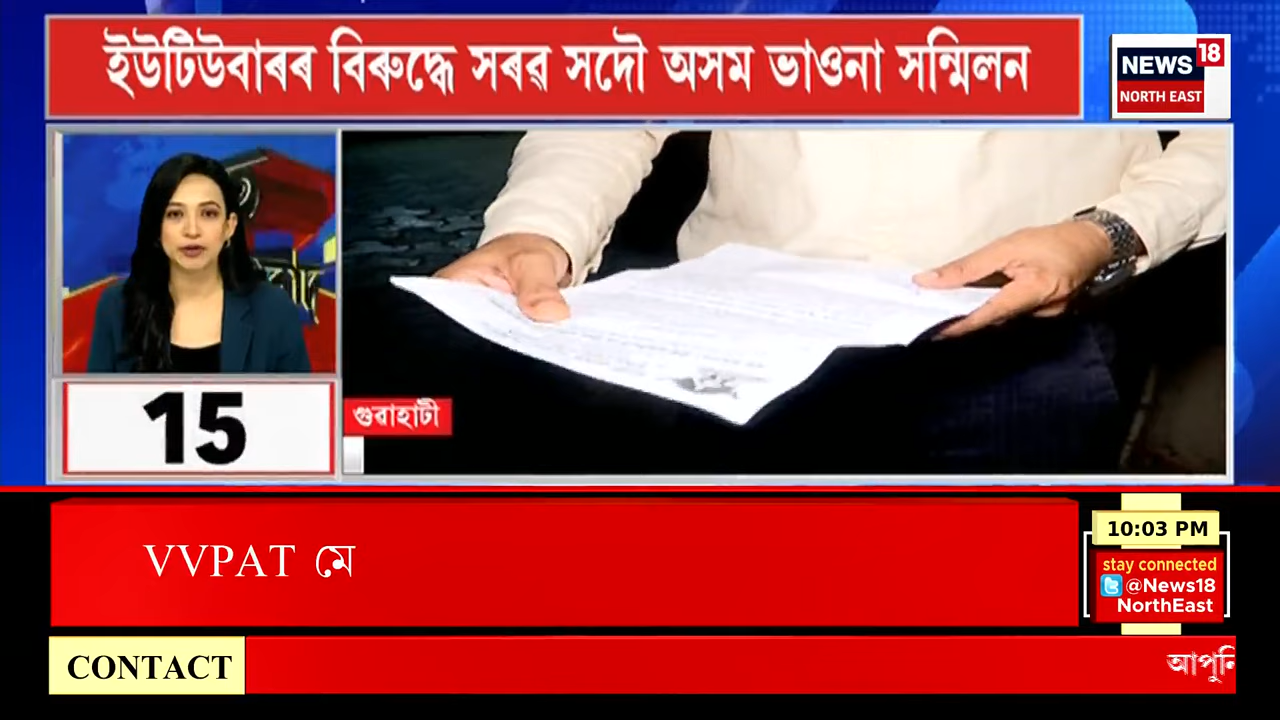 ইউটিউবাৰৰ বিৰুদ্ধে সৰৱ সদৌ অসম ভাওনা সন্মিলন
NEWS 18
NORTH EAST
15
গুৱাহাটী
VVPAT মে
10:03 PM
stay connected
@News18
NorthEast
CONTACT
আপুনি